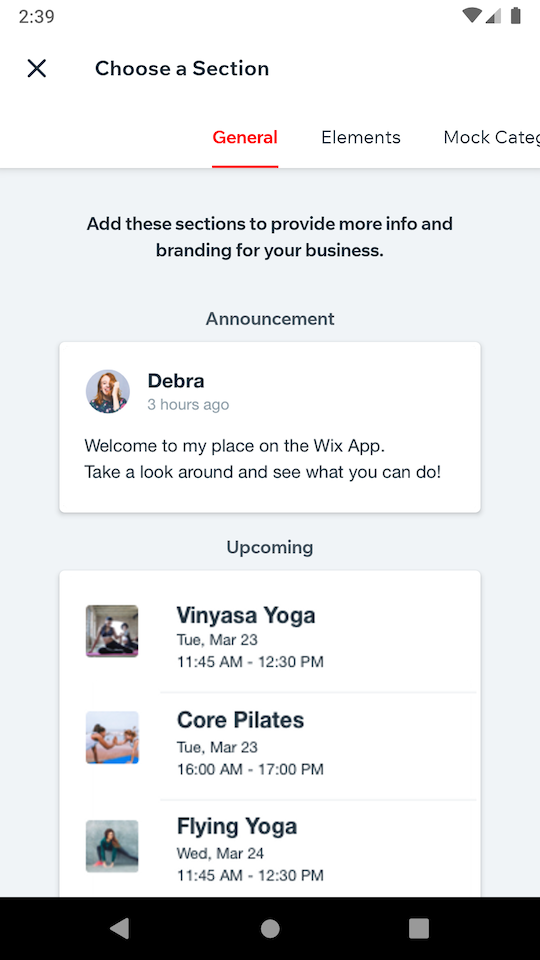 2:39
Choose a Section
General Elements Mock Categ
Add these sections to provide more info and
branding for your business.
Announcement
Debra
3 hours ago
Welcome to my place on the Wix App.
Take a look around and see what you can do!
Upcoming
Vinyasa Yoga
Tue, Mar 23
11:45 AM - 12:30 PM
Core Pilates
Tue, Mar 23
16:00 AM - 17:00 PM
Flying Yoga
Wed, Mar 24
11:45 AM - 12:30 PM